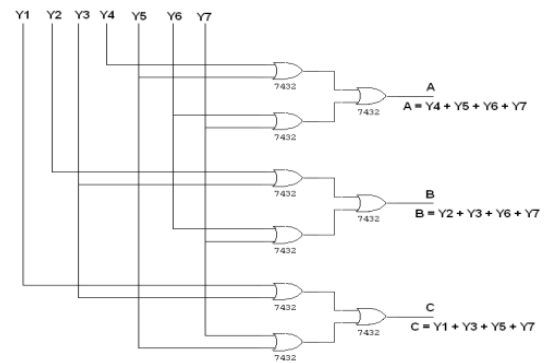 Y1 Y2 Y3 Y4 Y5 Y6 Y7
7432
A
7432
A = Y4 + Y5 + Y6 + Y7
7432
7432
B
7432
B = Y2 + Y3 + Y6 + Y7
7432
7432
C
7432
C = Y1 + Y3 + Y5 + Y7
7432